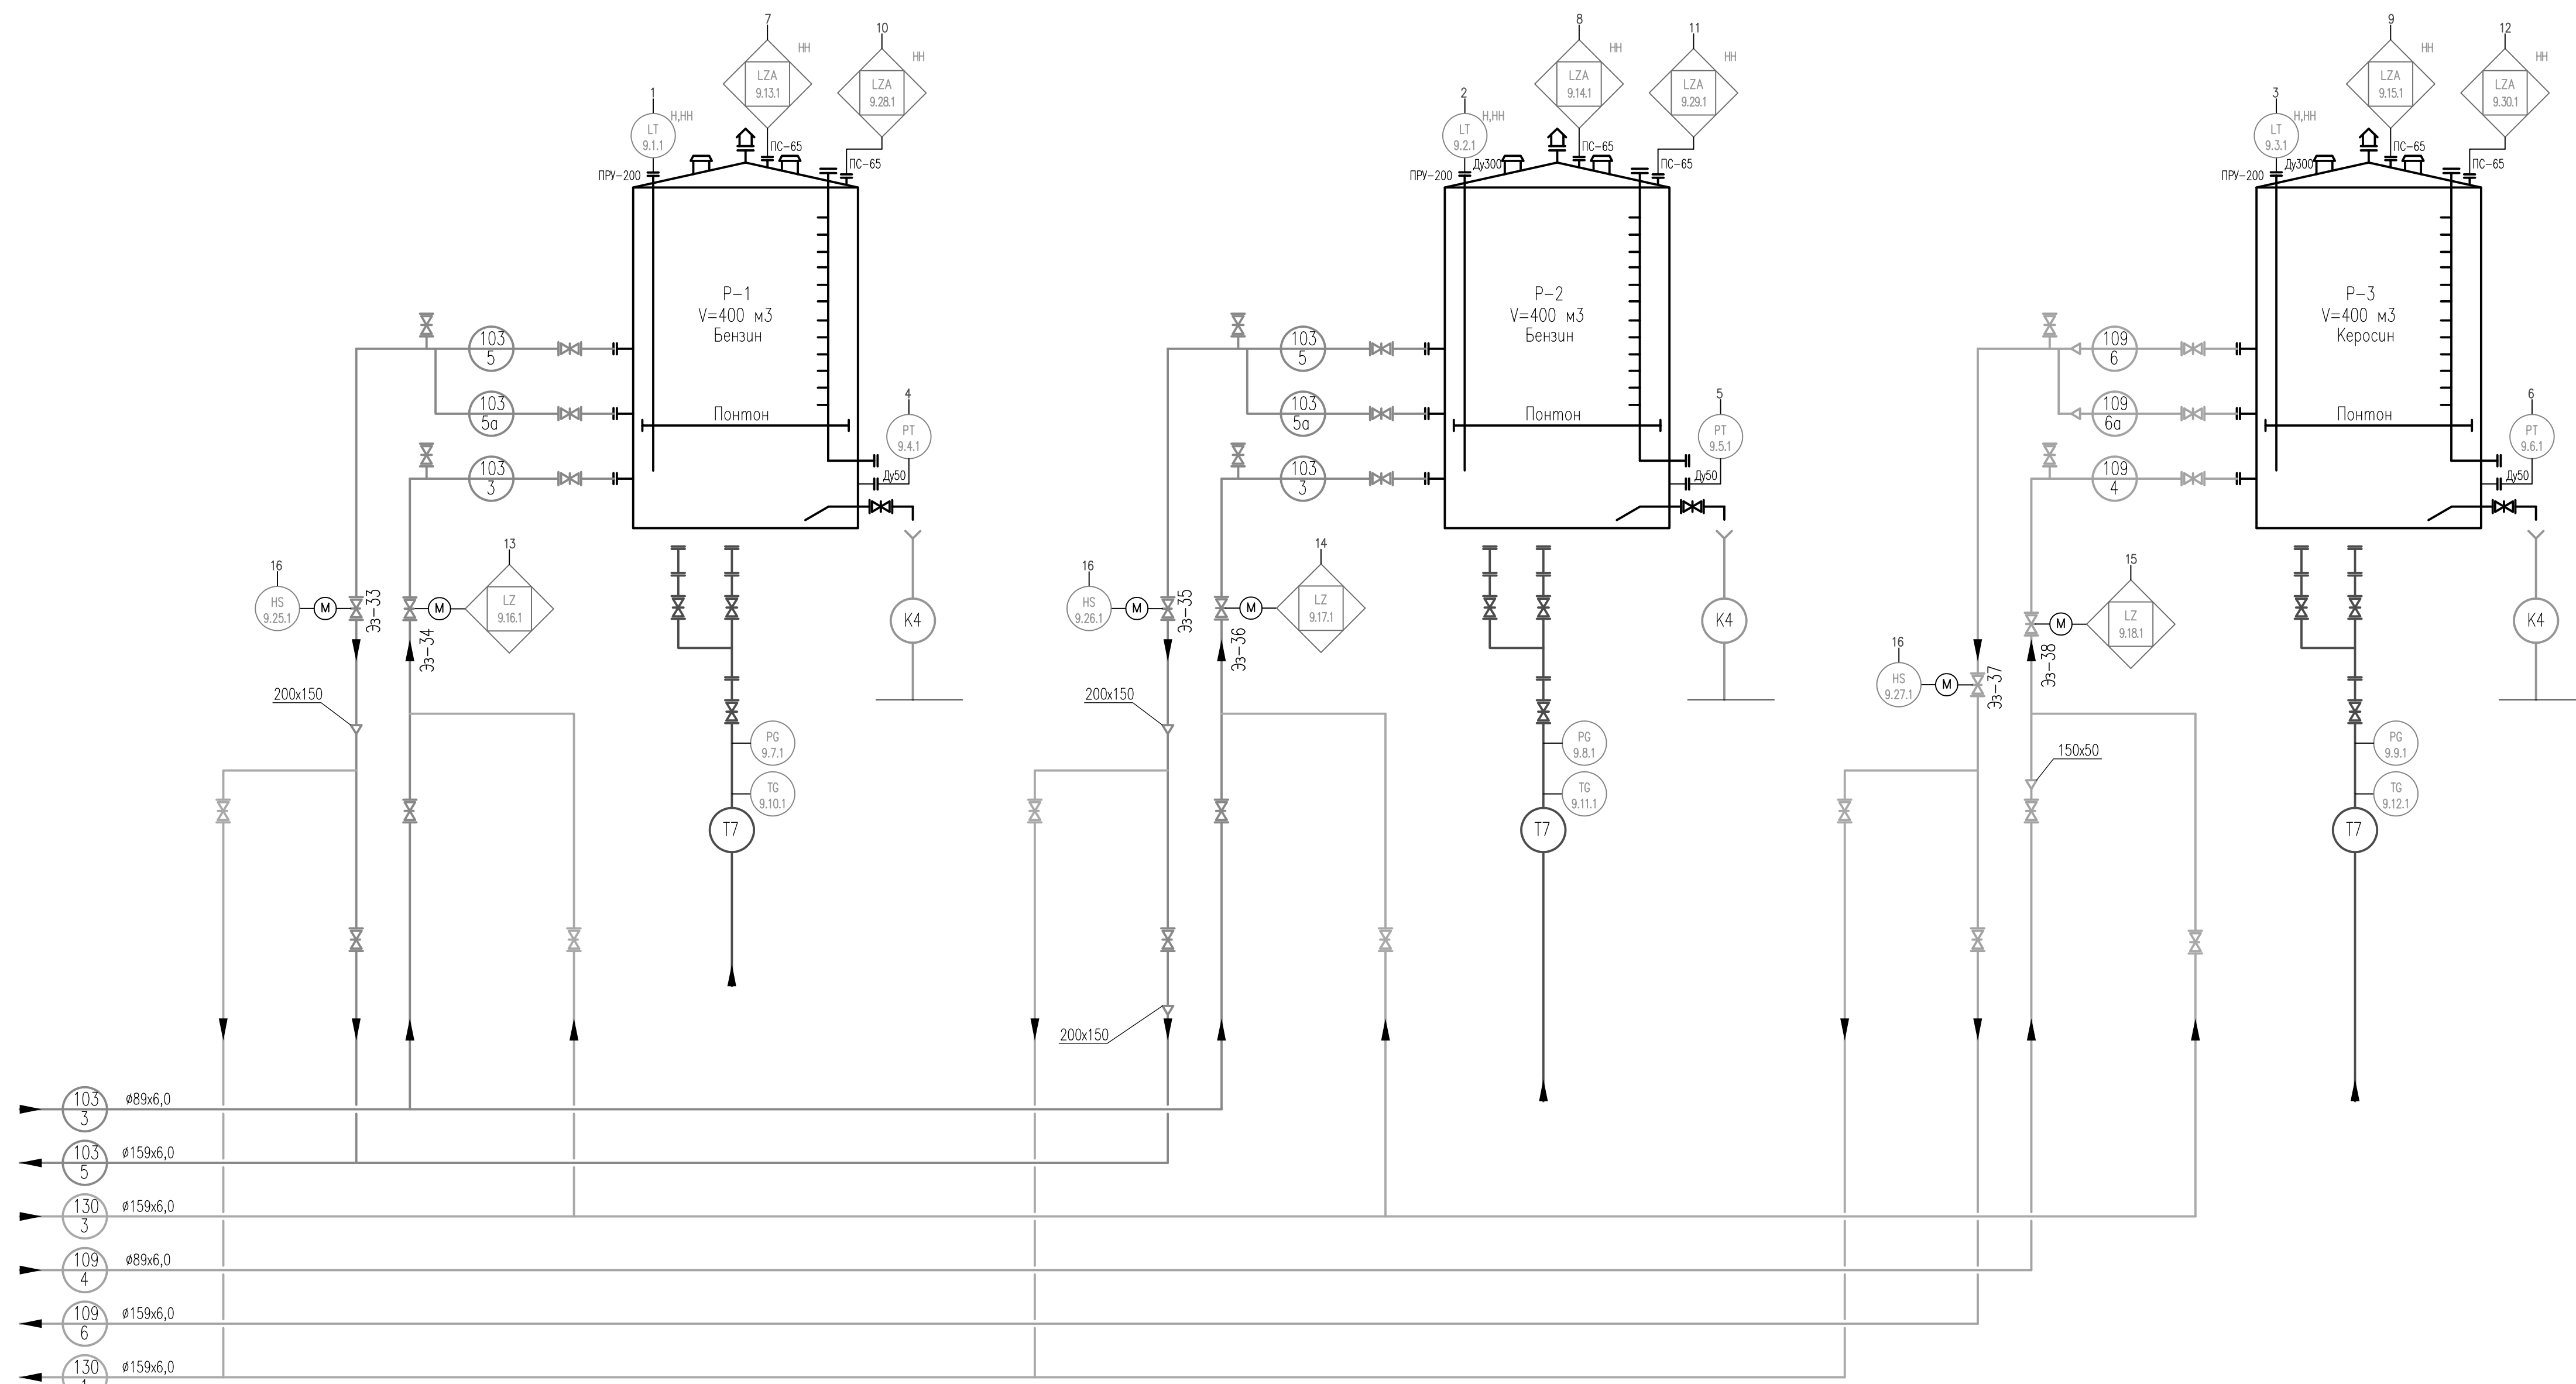 7
10
8
11
9
12
НН
НН
НН
НН
НН
НН
LZA
9.13.1
LZA
9.28.1
LZA
9.14.1
LZA
9.29.1
LZA
9.15.1
LZA
9.30.1
1
Н,НН
LT
9.1.1
2
Н,НН
LT
9.2.1
3
Н,НН
LT
9.3.1
ПС-65
ПС-65
ПРУ-200
ПС-65
ПС-65
Ду300
ПРУ-200
ПС-65
ПС-65
Ду300
ПРУ-200
Р-1
V=400 м3
Бензин
Р-2
V=400 м3
Бензин
Р-3
V=400 м3
Керосин
103
5
103
5а
103
3
103
5
103
5а
103
3
109
6
109
6а
109
4
Понтон
Понтон
Понтон
4
PT
9.4.1
Ду50
5
PT
9.5.1
Ду50
6
PT
9.6.1
Ду50
16
HS
9.25.1
М
Эз-33
М
Эз-34
13
LZ
9.16.1
К4
16
HS
9.26.1
М
Эз-35
М
Эз-36
14
LZ
9.17.1
К4
16
HS
9.27.1
М
Эз-37
М
Эз-38
15
LZ
9.18.1
К4
200х150
200х150
150х50
PG
9.7.1
TG
9.10.1
Т7
PG
9.8.1
TG
9.11.1
Т7
PG
9.9.1
TG
9.12.1
Т7
200х150
103
3
ø89х6,0
103
5
ø159х6,0
130
3
ø159х6,0
109
4
ø89х6,0
109
6
ø159х6,0
130
ø159х6,0